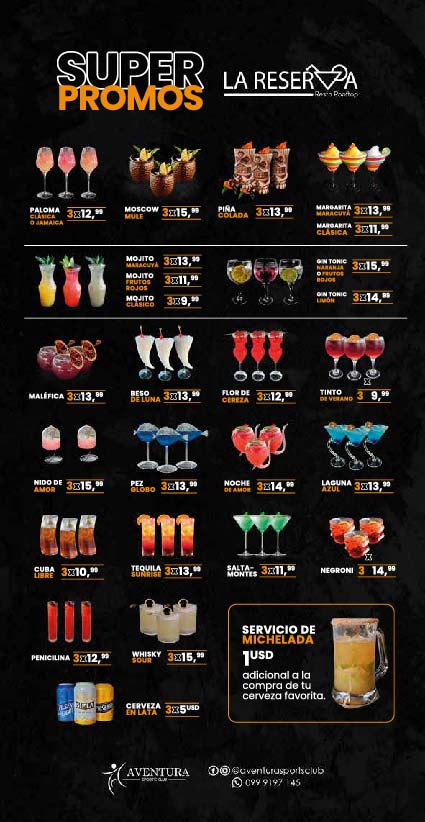 SUPER
PROMOS
LA RESERVA
Resto Rooftop
PALOMA
CLÁSICA
O JAMAICA
3x12,99
MOSCOW
MULE
3x15,99
PIÑA
COLADA
3x13,99
MARGARITA
MARACUYÁ
3x13,99
MARGARITA
CLÁSICA
3x11,99
MOJITO
MARACUYÁ
3x13,99
MOJITO
FRUTOS
ROJOS
3x11,99
MOJITO
CLÁSICO
3x9,99
GIN TONIC
NARANJA
O FRUTOS
ROJOS
3x15,99
GIN TONIC
LIMÓN
3x14,99
MALÉFICA 3x13,99
BESO
DE LUNA
3x13,99
FLOR DE
CEREZA
3x12,99
TINTO
DE VERANO
3x9,99
NIDO DE
AMOR
3x15,99
PEZ
GLOBO
3x13,99
NOCHE
DE AMOR
3x14,99
LAGUNA
AZUL
3x13,99
CUBA
LIBRE
3x10,99
TEQUILA
SUNRISE
3x13,99
SALTA-
MONTES
3x11,99
NEGRONI 3x14,99
PENICILINA 3x12,99
WHISKY
SOUR
3x15,99
CERVEZA
EN LATA
3x5USD
SERVICIO DE
MICHELADA
1USD
adicional a la
compra de tu
cerveza favorita.
AVENTURA
SPORTS CLUB
@aventurasportsclub
099 9197 145